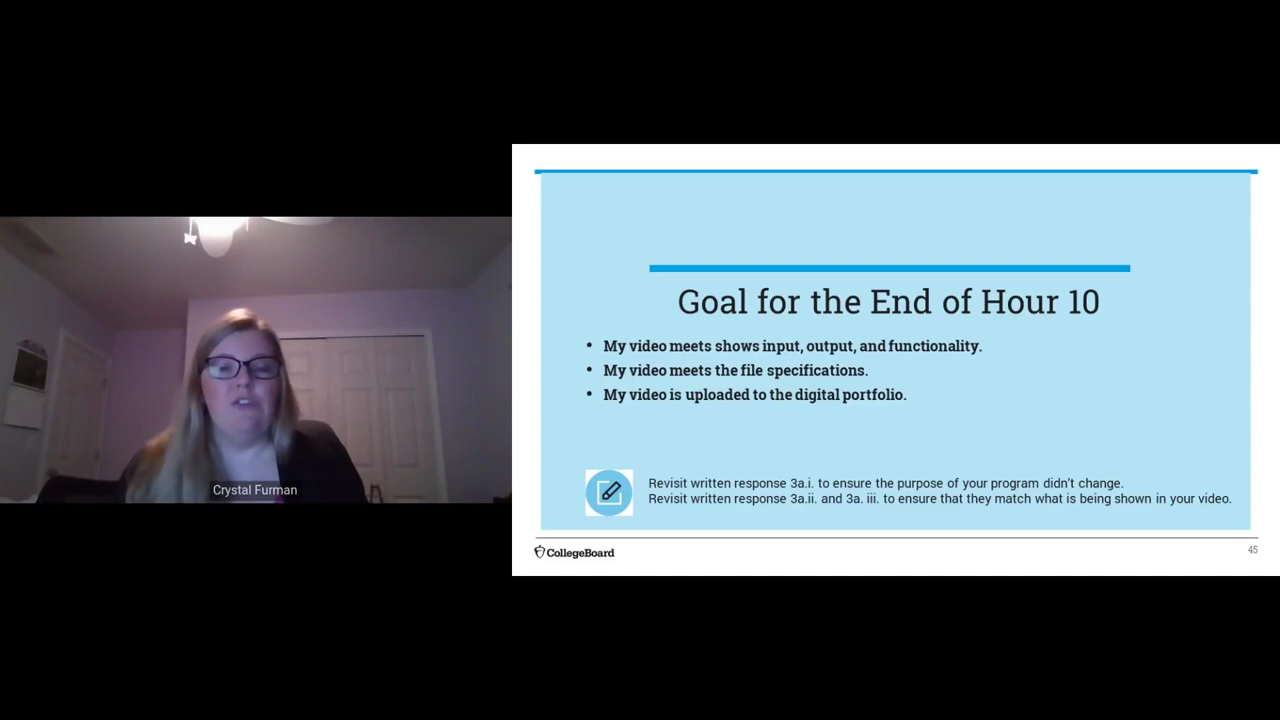 Goal for the End of Hour 10
• My video meets shows input, output, and functionality.
• My video meets the file specifications.
• My video is uploaded to the digital portfolio.
Revisit written response 3a.i. to ensure the purpose of your program didn't change.
Revisit written response 3a.ii. and 3a. iii. to ensure that they match what is being shown in your video.
Crystal Furman
CollegeBoard
45